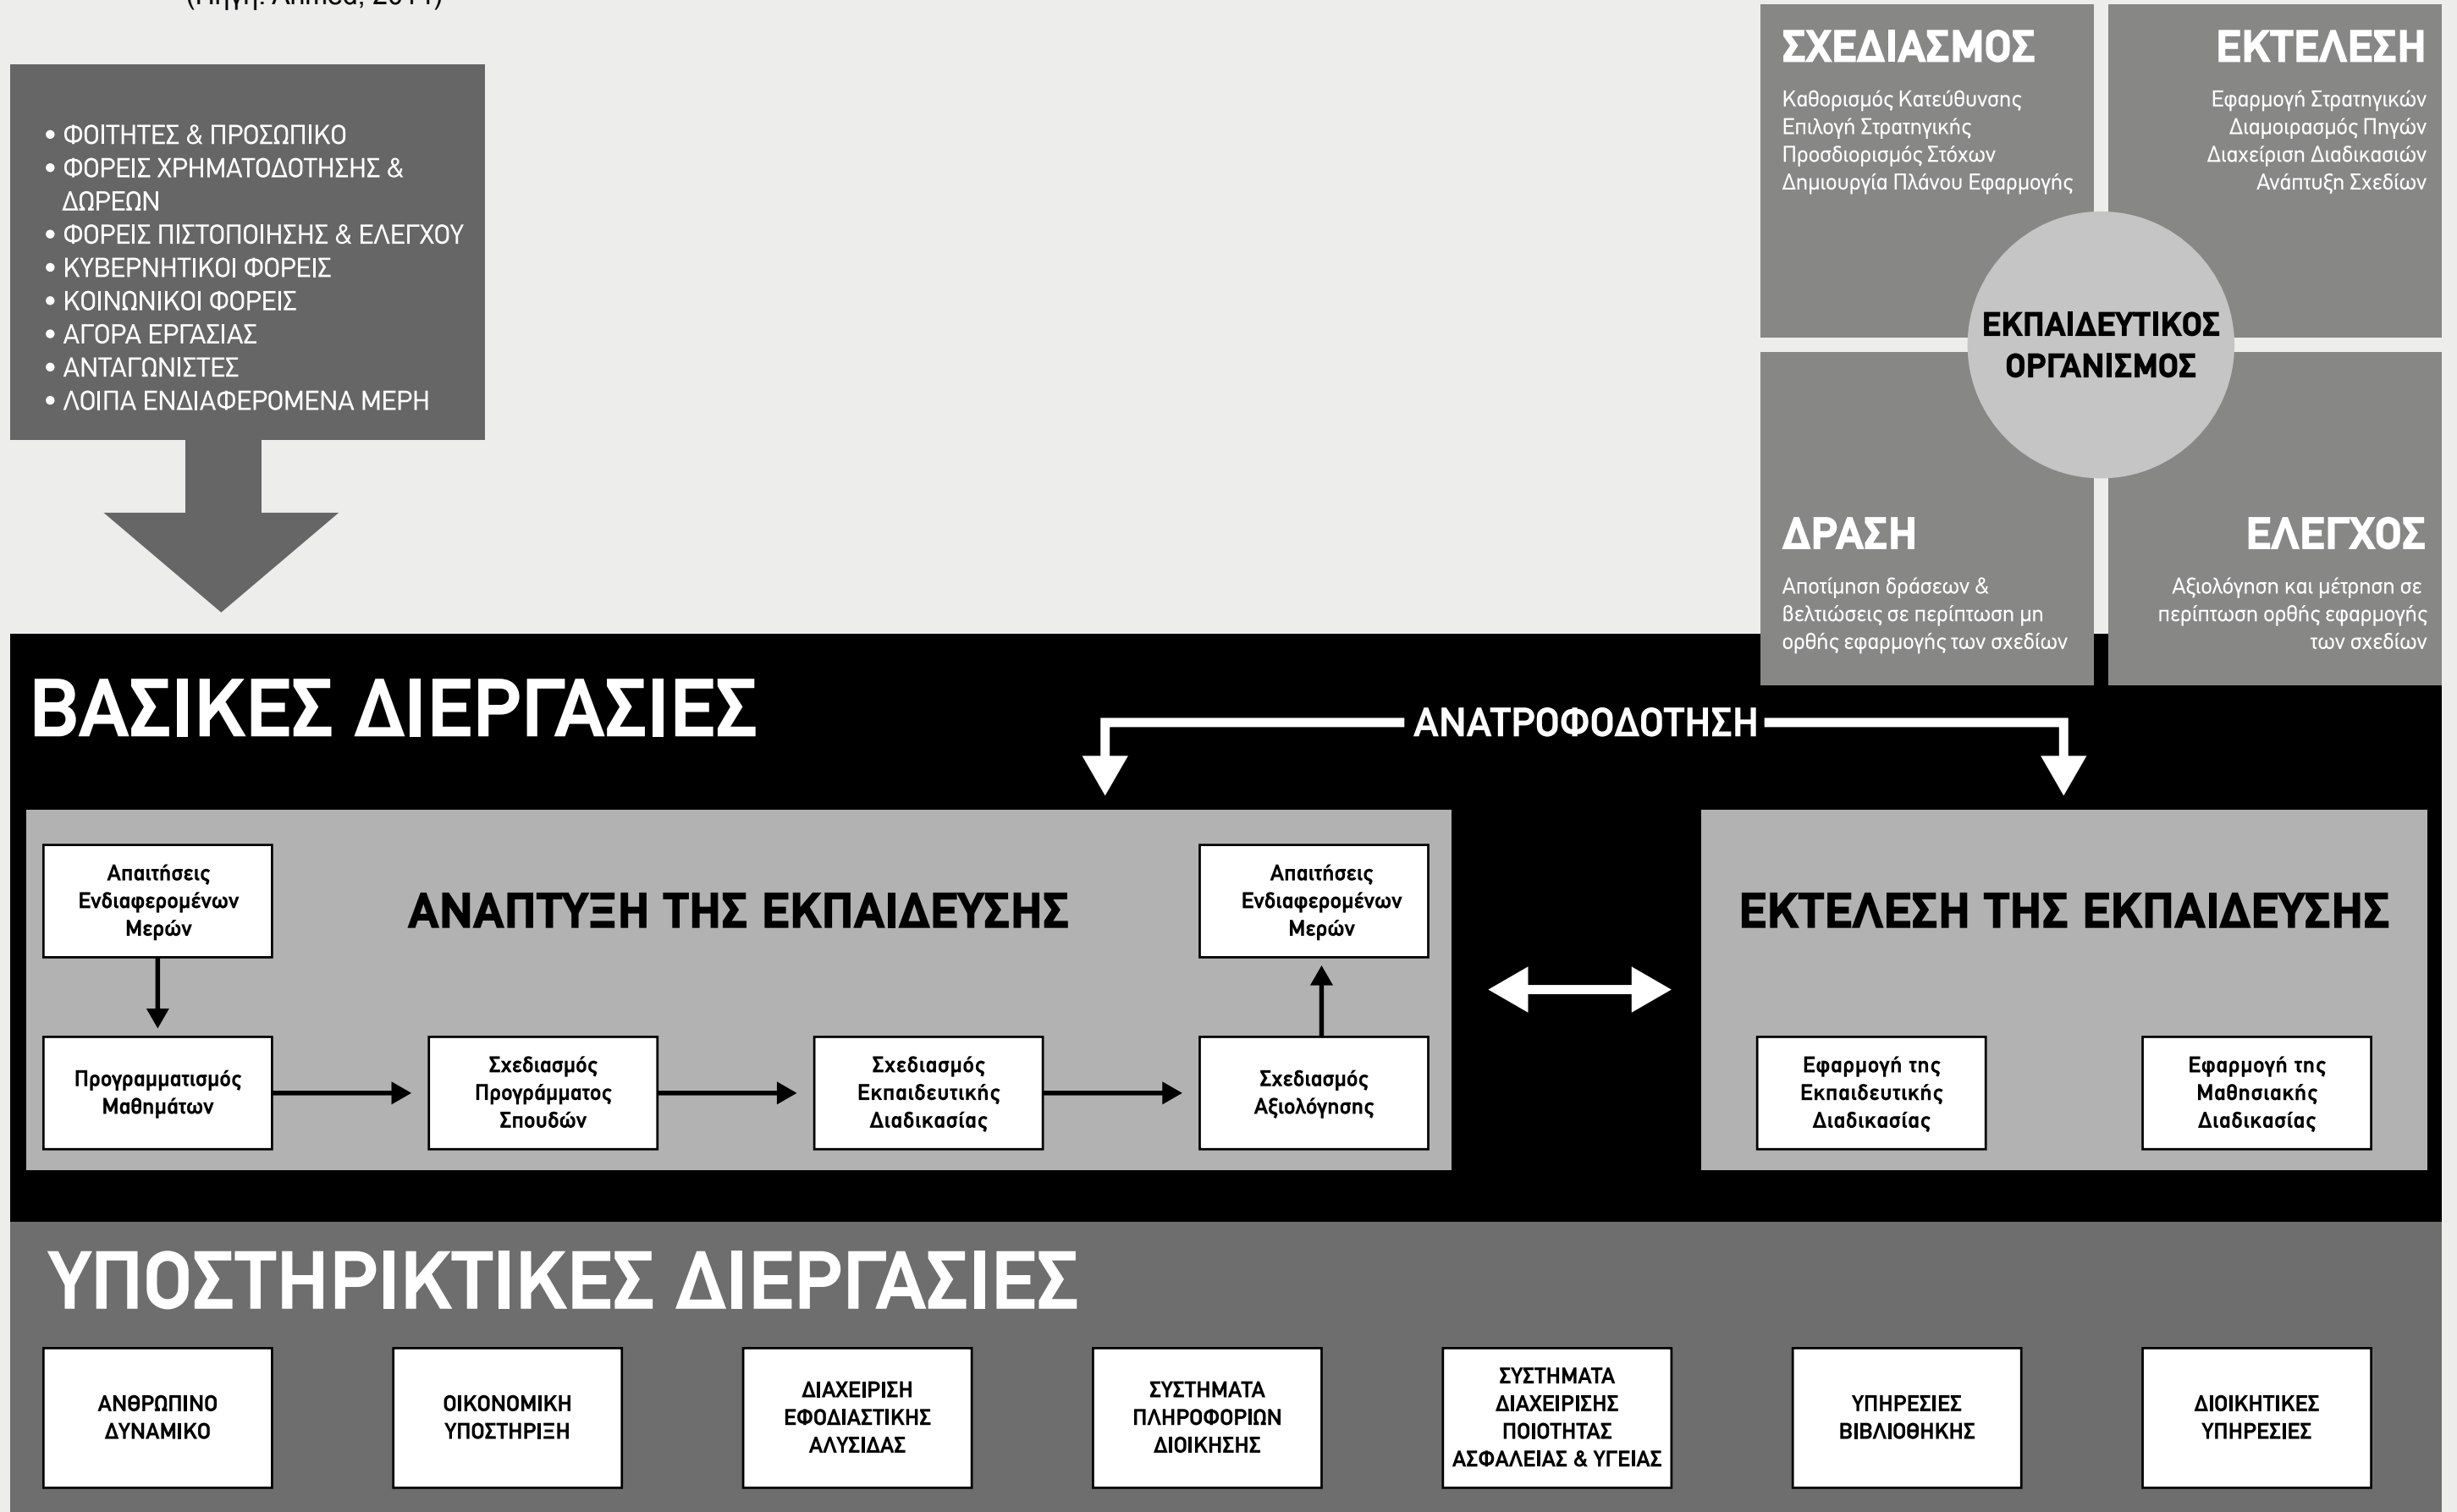 (Πηγή: Ahmed, 2011)
• ΦΟΙΤΗΤΕΣ & ΠΡΟΣΩΠΙΚΟ
• ΦΟΡΕΙΣ ΧΡΗΜΑΤΟΔΟΤΗΣΗΣ &
ΔΩΡΕΩΝ
• ΦΟΡΕΙΣ ΠΙΣΤΟΠΟΙΗΣΗΣ & ΕΛΕΓΧΟΥ
• ΚΥΒΕΡΝΗΤΙΚΟΙ ΦΟΡΕΙΣ
• ΚΟΙΝΩΝΙΚΟΙ ΦΟΡΕΙΣ
• ΑΓΟΡΑ ΕΡΓΑΣΙΑΣ
• ΑΝΤΑΓΩΝΙΣΤΕΣ
• ΛΟΙΠΑ ΕΝΔΙΑΦΕΡΟΜΕΝΑ ΜΕΡΗ
ΣΧΕΔΙΑΣΜΟΣ
Καθορισμός Κατεύθυνσης
Επιλογή Στρατηγικής
Προσδιορισμός Στόχων
Δημιουργία Πλάνου Εφαρμογής
ΕΚΤΕΛΕΣΗ
Εφαρμογή Στρατηγικών
Διαμοιρασμός Πηγών
Διαχείριση Διαδικασιών
Ανάπτυξη Σχεδίων
ΕΚΠΑΙΔΕΥΤΙΚΟΣ
ΟΡΓΑΝΙΣΜΟΣ
ΔΡΑΣΗ
Αποτίμηση δράσεων &
βελτιώσεις σε περίπτωση μη
ορθής εφαρμογής των σχεδίων
ΕΛΕΓΧΟΣ
Αξιολόγηση και μέτρηση σε
περίπτωση ορθής εφαρμογής
των σχεδίων
ΒΑΣΙΚΕΣ ΔΙΕΡΓΑΣΙΕΣ
ΑΝΑΤΡΟΦΟΔΟΤΗΣΗ
Απαιτήσεις
Ενδιαφερομένων
Μερών
ΑΝΑΠΤΥΞΗ ΤΗΣ ΕΚΠΑΙΔΕΥΣΗΣ
Απαιτήσεις
Ενδιαφερομένων
Μερών
Προγραμματισμός
Μαθημάτων
Σχεδιασμός
Προγράμματος
Σπουδών
Σχεδιασμός
Εκπαιδευτικής
Διαδικασίας
Σχεδιασμός
Αξιολόγησης
ΕΚΤΕΛΕΣΗ ΤΗΣ ΕΚΠΑΙΔΕΥΣΗΣ
Εφαρμογή της
Εκπαιδευτικής
Διαδικασίας
Εφαρμογή της
Μαθησιακής
Διαδικασίας
ΥΠΟΣΤΗΡΙΚΤΙΚΕΣ ΔΙΕΡΓΑΣΙΕΣ
ΑΝΘΡΩΠΙΝΟ
ΔΥΝΑΜΙΚΟ
ΟΙΚΟΝΟΜΙΚΗ
ΥΠΟΣΤΗΡΙΞΗ
ΔΙΑΧΕΙΡΙΣΗ
ΕΦΟΔΙΑΣΤΙΚΗΣ
ΑΛΥΣΙΔΑΣ
ΣΥΣΤΗΜΑΤΑ
ΠΛΗΡΟΦΟΡΙΩΝ
ΔΙΟΙΚΗΣΗΣ
ΣΥΣΤΗΜΑΤΑ
ΔΙΑΧΕΙΡΙΣΗΣ
ΠΟΙΟΤΗΤΑΣ
ΑΣΦΑΛΕΙΑΣ & ΥΓΕΙΑΣ
ΥΠΗΡΕΣΙΕΣ
ΒΙΒΛΙΟΘΗΚΗΣ
ΔΙΟΙΚΗΤΙΚΕΣ
ΥΠΗΡΕΣΙΕΣ